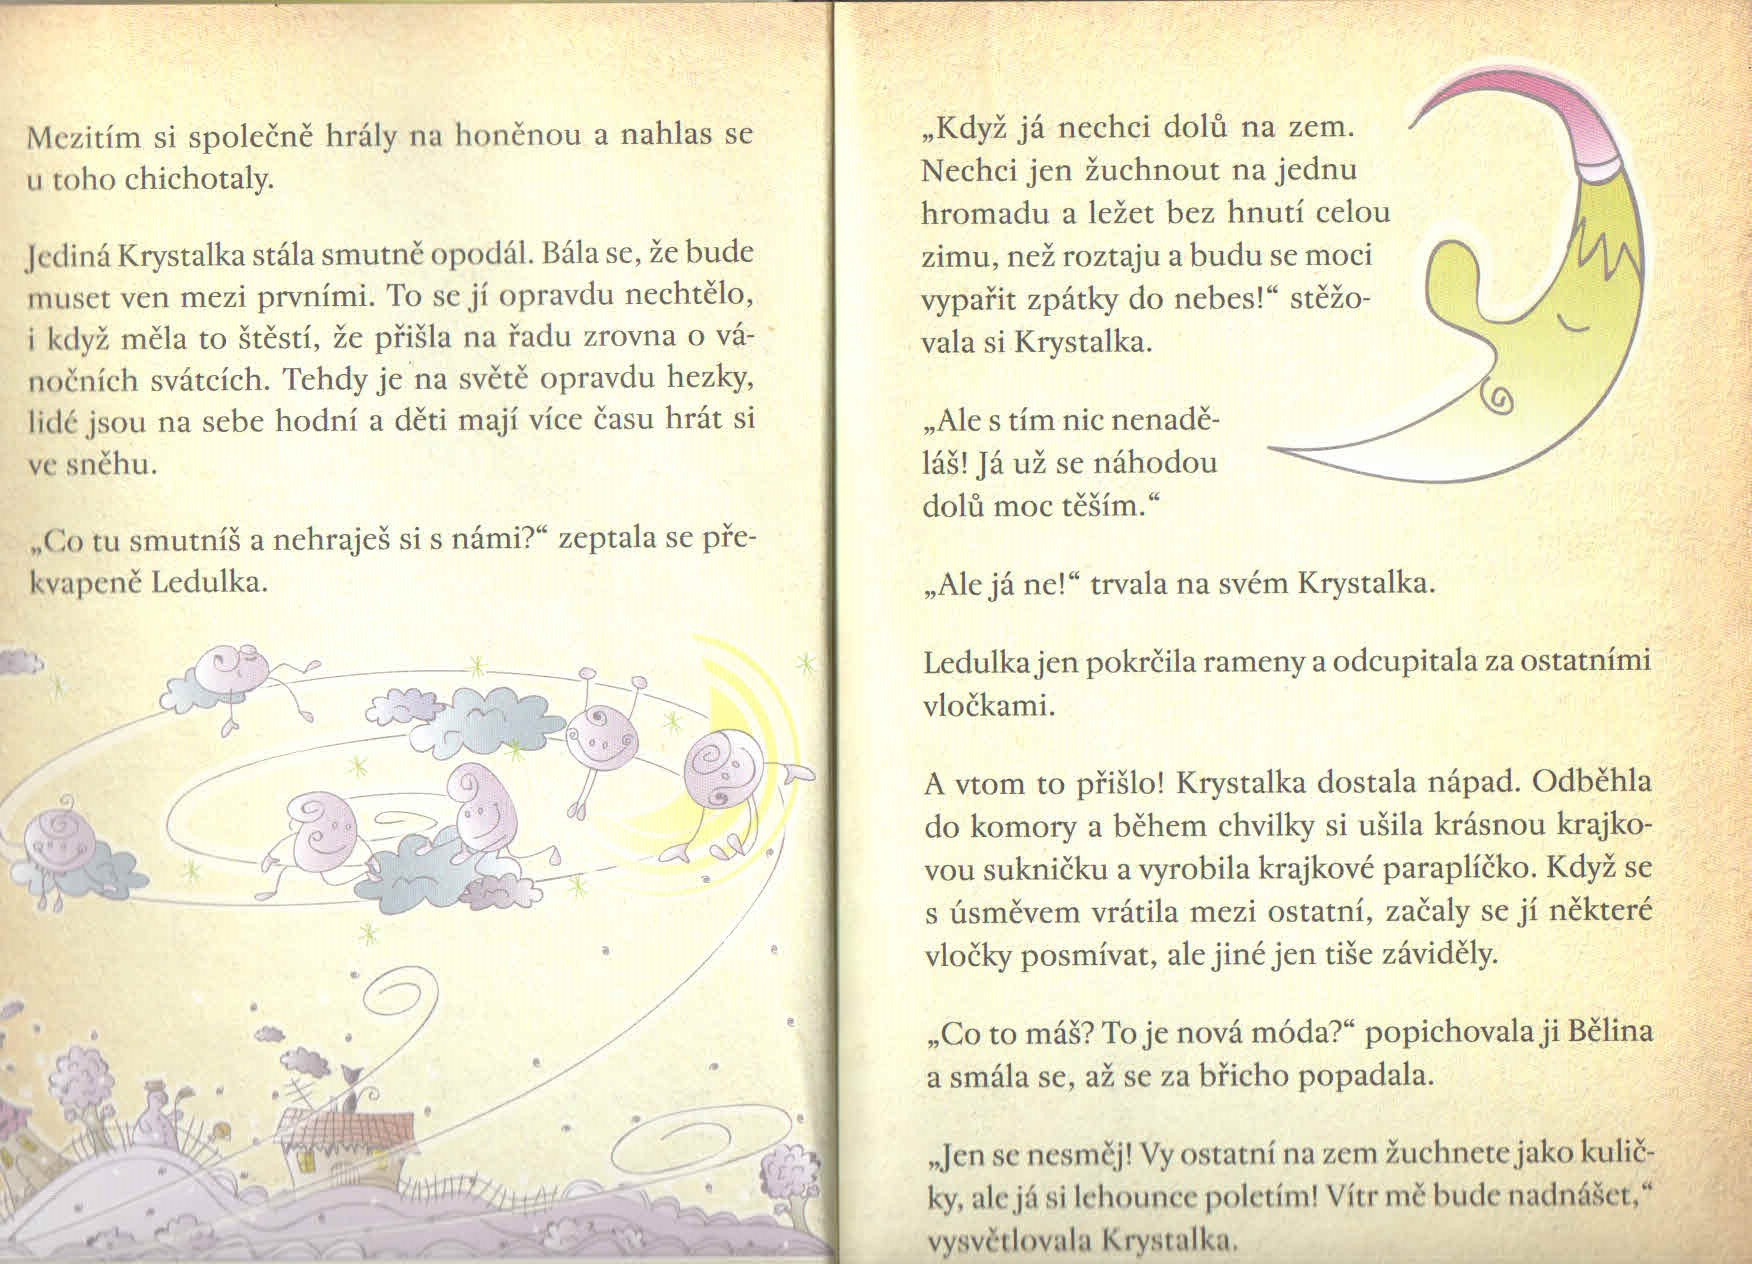 Mezitím si společně hrály na honěnou a nahlas se
u toho chichotaly.
Jediná Krystalka stála smutně opodál. Bála se, že bude
muset ven mezi prvními. To se jí opravdu nechtělo,
i když měla to štěstí, že přišla na řadu zrovna o vá-
nočních svátcích. Tehdy je na světě opravdu hezky,
lidé jsou na sebe hodní a děti mají více času hrát si
ve sněhu.
„Co tu smutníš a nehraješ si s námi?“ zeptala se pře-
kvapeně Ledulka.
„Když já nechci dolů na zem.
Nechci jen žuchnout na jednu
hromadu a ležet bez hnutí celou
zimu, než roztaju a budu se moci
vypařit zpátky do nebes!“ stěžo-
vala si Krystalka.
„Ale s tím nic nenadě-
láš! Já už se náhodou
dolů moc těším.“
„Ale já ne!“ trvala na svém Krystalka.
Ledulka jen pokrčila rameny a odcupitala za ostatními
vločkami.
A vtom to přišlo! Krystalka dostala nápad. Odběhla
do komory a během chvilky si ušila krásnou krajko-
vou sukničku a vyrobila krajkové paraplíčko. Když se
s úsměvem vrátila mezi ostatní, začaly se jí některé
vločky posmívat, ale jiné jen tiše záviděly.
„Co to máš? To je nová móda?“ popichovala ji Bělina
a smála se, až se za břicho popadala.
„Jen se nesměj! Vy ostatní na zem žuchnete jako kulič-
ky, ale já si lehounce poletím! Vítr mě bude nadnášet,“
vysvětlovala Krystalka.